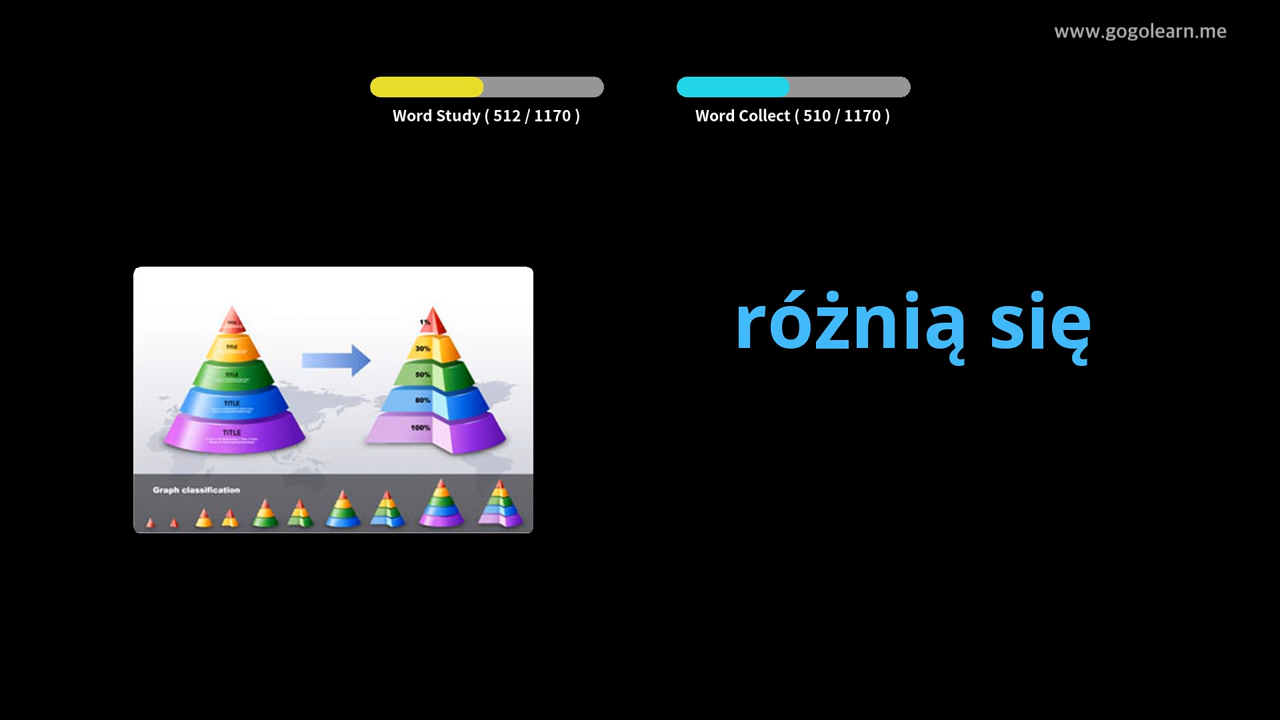 www.gogolearn.me
Word Study ( 512 / 1170 )
Word Collect ( 510 / 1170 )
różnią się
TITLE
TITLE
TITLE
TITLE
1%
30%
50%
80%
100%
Graph classification